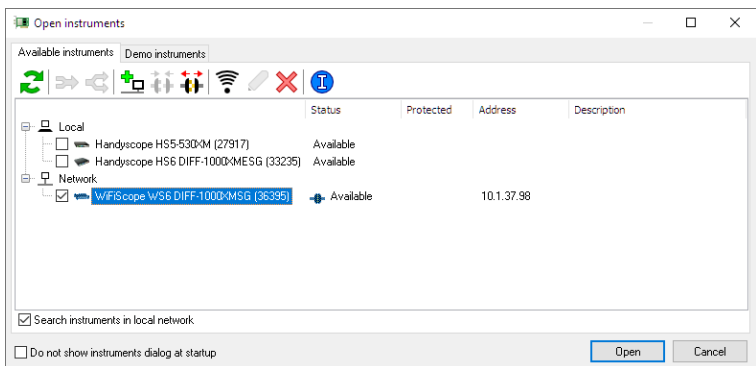 Open instruments
Available instruments Demo instruments
Status Protected Address Description
Local
Handyscope HS5-530XM (27917) Available
Handyscope HS6 DIFF-1000XMESG (33235) Available
Network
WiFiScope WS6 DIFF-1000XMSG (36395) Available 10.1.37.98
Search instruments in local network
Do not show instruments dialog at startup Open Cancel